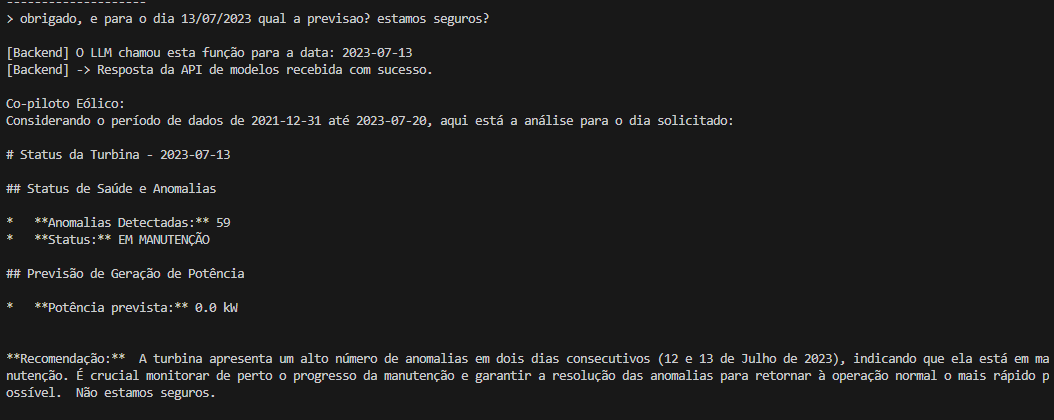 --------------------
> obrigado, e para o dia 13/07/2023 qual a previsao? estamos seguros?
[Backend] O LLM chamou esta função para a data: 2023-07-13
[Backend] -> Resposta da API de modelos recebida com sucesso.
Co-piloto Eólico:
Considerando o período de dados de 2021-12-31 até 2023-07-20, aqui está a análise para o dia solicitado:
# Status da Turbina - 2023-07-13
## Status de Saúde e Anomalias
*   **Anomalias Detectadas:** 59
*   **Status:** EM MANUTENÇÃO
## Previsão de Geração de Potência
*   **Potência prevista:** 0.0 kW
**Recomendação:**  A turbina apresenta um alto número de anomalias em dois dias consecutivos (12 e 13 de Julho de 2023), indicando que ela está em ma
nutenção. É crucial monitorar de perto o progresso da manutenção e garantir a resolução das anomalias para retornar à operação normal o mais rápido p
ossível.  Não estamos seguros.